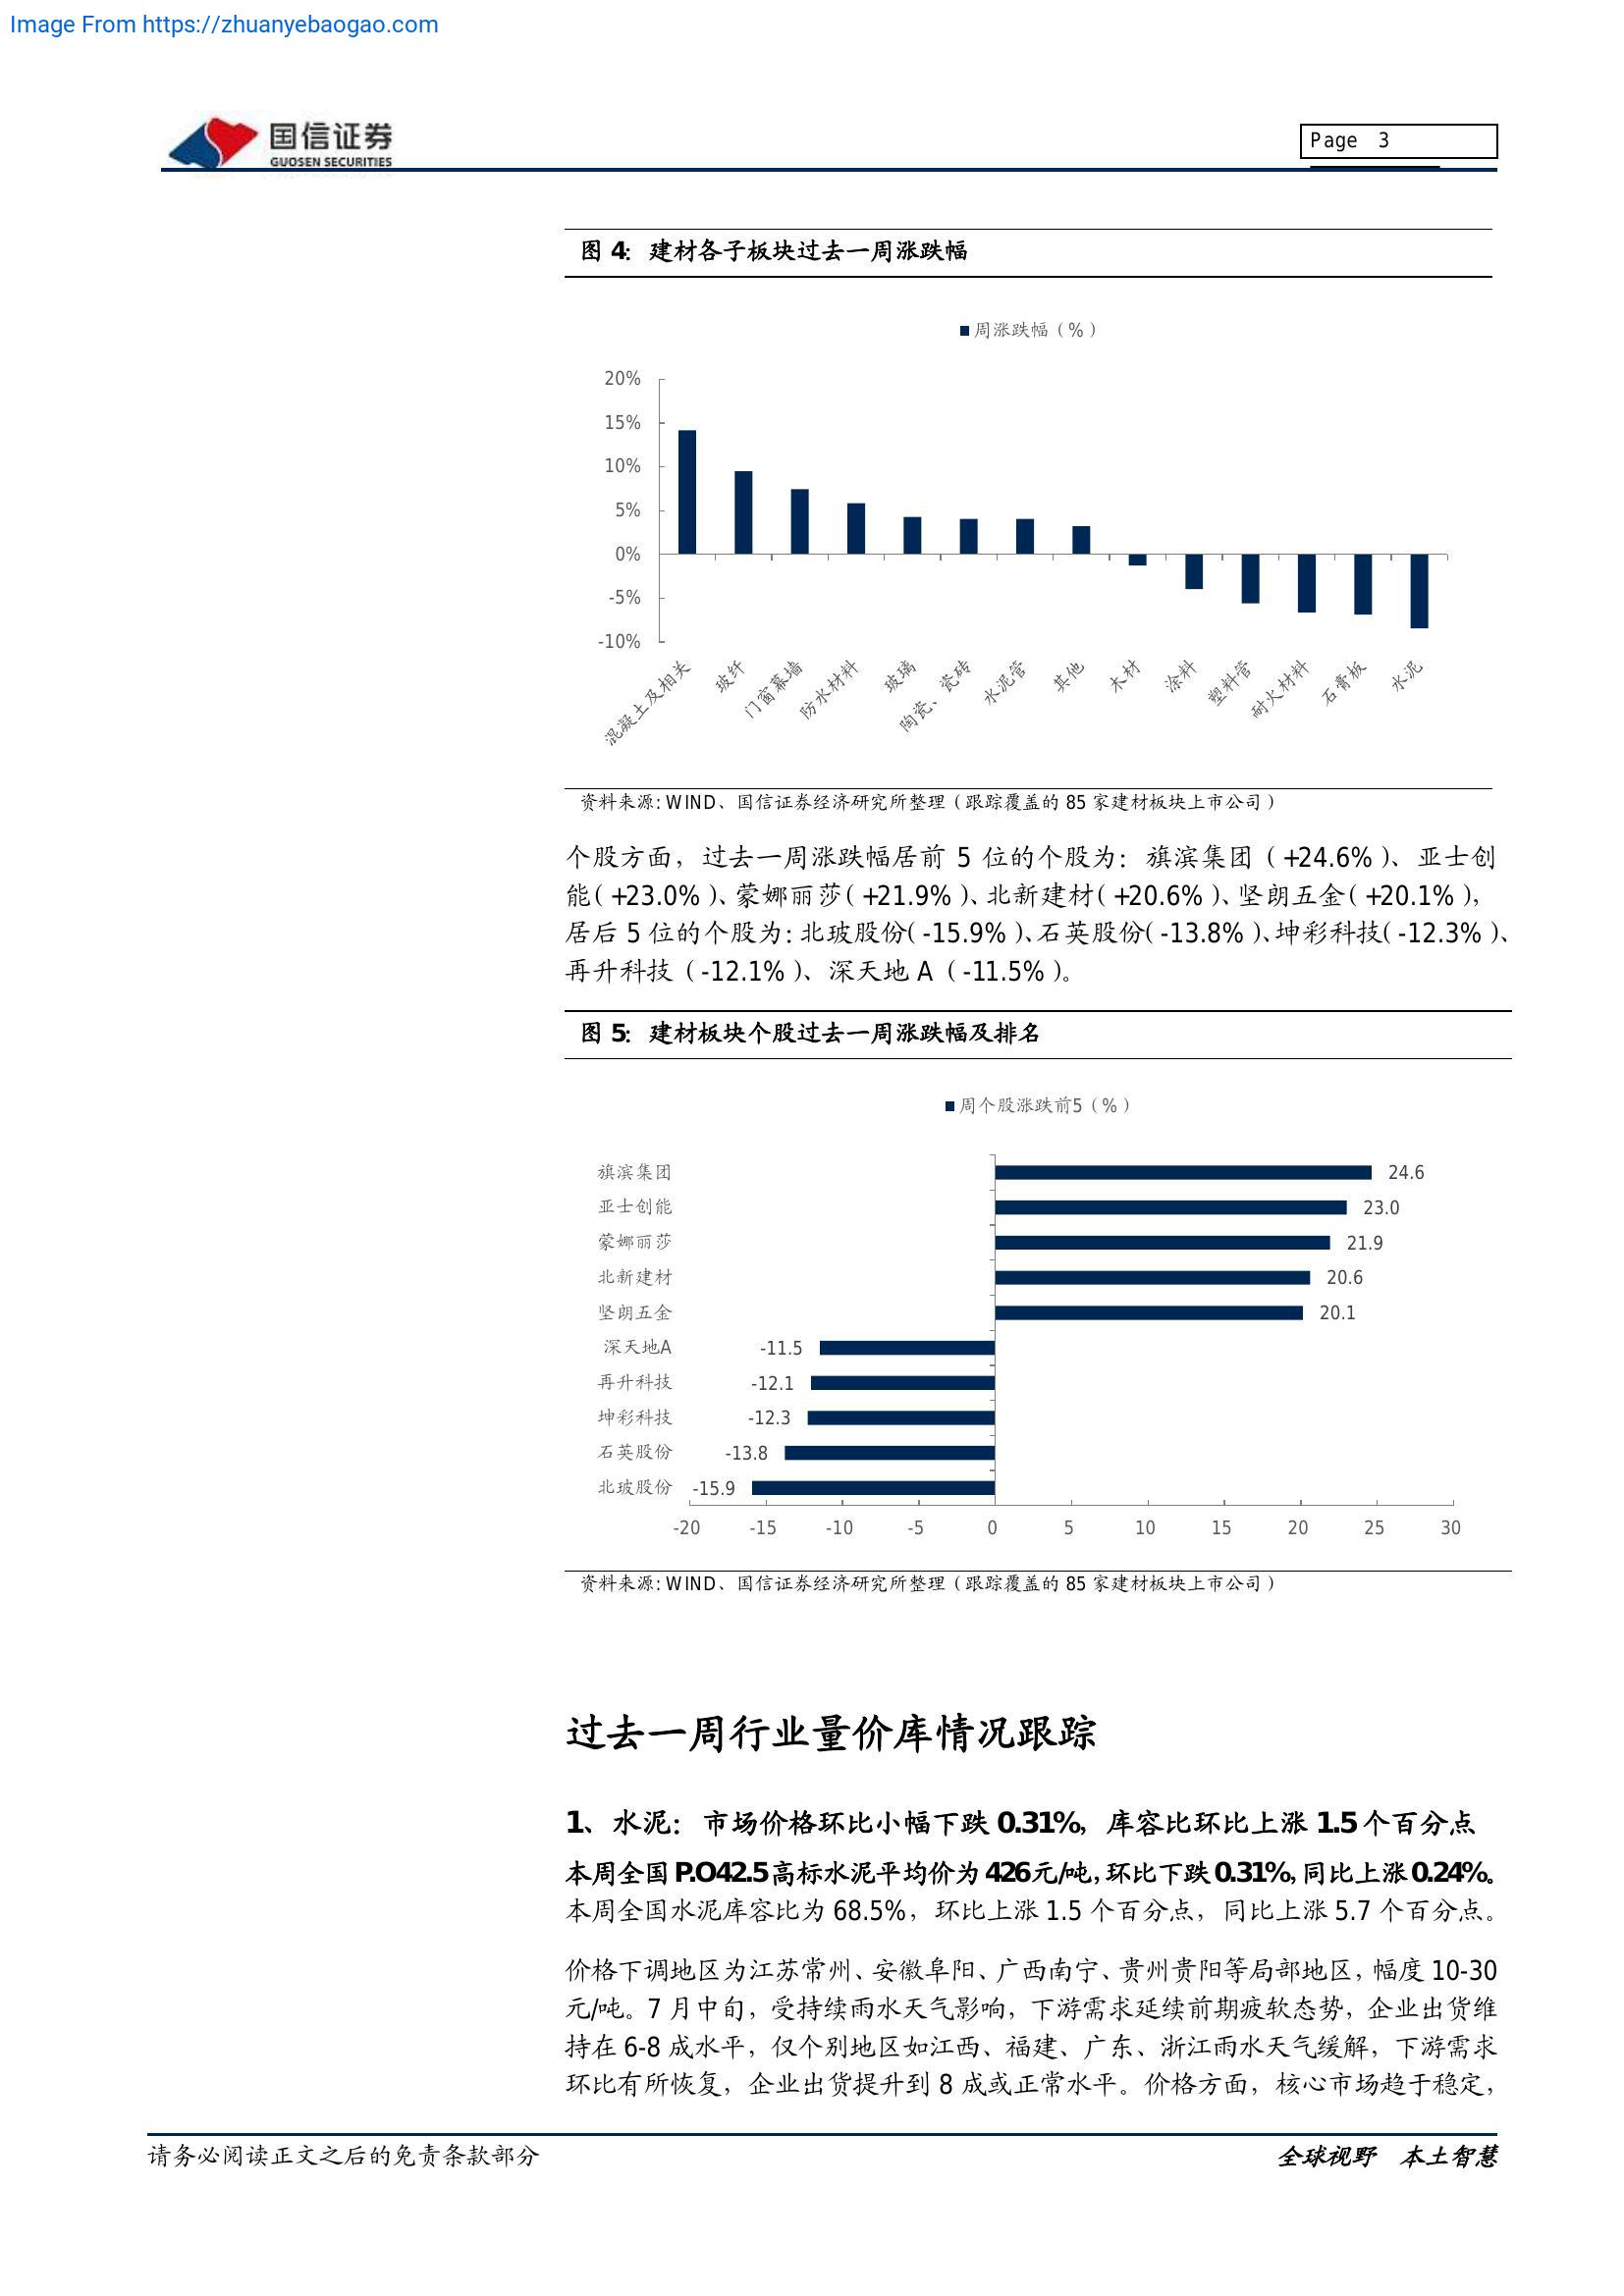 Image From https://zhuanyebaogao.com
国信证券
GUOSEN SECURITIES
Page 3
图 4: 建材各子板块过去一周涨跌幅
周涨跌幅（%）
20%
15%
10%
5%
0%
-5%
-10%
混凝土及相关
玻纤
门窗幕墙
防水材料
玻璃
陶瓷、瓷砖
水泥管
其他
木材
涂料
塑料管
耐火材料
石膏板
水泥
资料来源: WIND、国信证券经济研究所整理（跟踪覆盖的 85 家建材板块上市公司）
个股方面，过去一周涨跌幅居前 5 位的个股为：旗滨集团（+24.6%）、亚士创
能（+23.0%）、蒙娜丽莎（+21.9%）、北新建材（+20.6%）、坚朗五金（+20.1%），
居后 5 位的个股为：北玻股份（-15.9%）、石英股份（-13.8%）、坤彩科技（-12.3%）、
再升科技（-12.1%）、深天地 A（-11.5%）。
图 5: 建材板块个股过去一周涨跌幅及排名
周个股涨跌前5（%）
旗滨集团 24.6
亚士创能 23.0
蒙娜丽莎 21.9
北新建材 20.6
坚朗五金 20.1
深天地A -11.5
再升科技 -12.1
坤彩科技 -12.3
石英股份 -13.8
北玻股份 -15.9
-20 -15 -10 -5 0 5 10 15 20 25 30
资料来源: WIND、国信证券经济研究所整理（跟踪覆盖的 85 家建材板块上市公司）
过去一周行业量价库情况跟踪
1、水泥：市场价格环比小幅下跌 0.31%，库容比环比上涨 1.5 个百分点
本周全国 P.O42.5 高标水泥平均价为 426 元/吨，环比下跌 0.31%，同比上涨 0.24%。
本周全国水泥库容比为 68.5%，环比上涨 1.5 个百分点，同比上涨 5.7 个百分点。
价格下调地区为江苏常州、安徽阜阳、广西南宁、贵州贵阳等局部地区，幅度 10-30
元/吨。7 月中旬，受持续雨水天气影响，下游需求延续前期疲软态势，企业出货维
持在 6-8 成水平，仅个别地区如江西、福建、广东、浙江雨水天气缓解，下游需求
环比有所恢复，企业出货提升到 8 成或正常水平。价格方面，核心市场趋于稳定，
请务必阅读正文之后的免责条款部分
全球视野 本土智慧